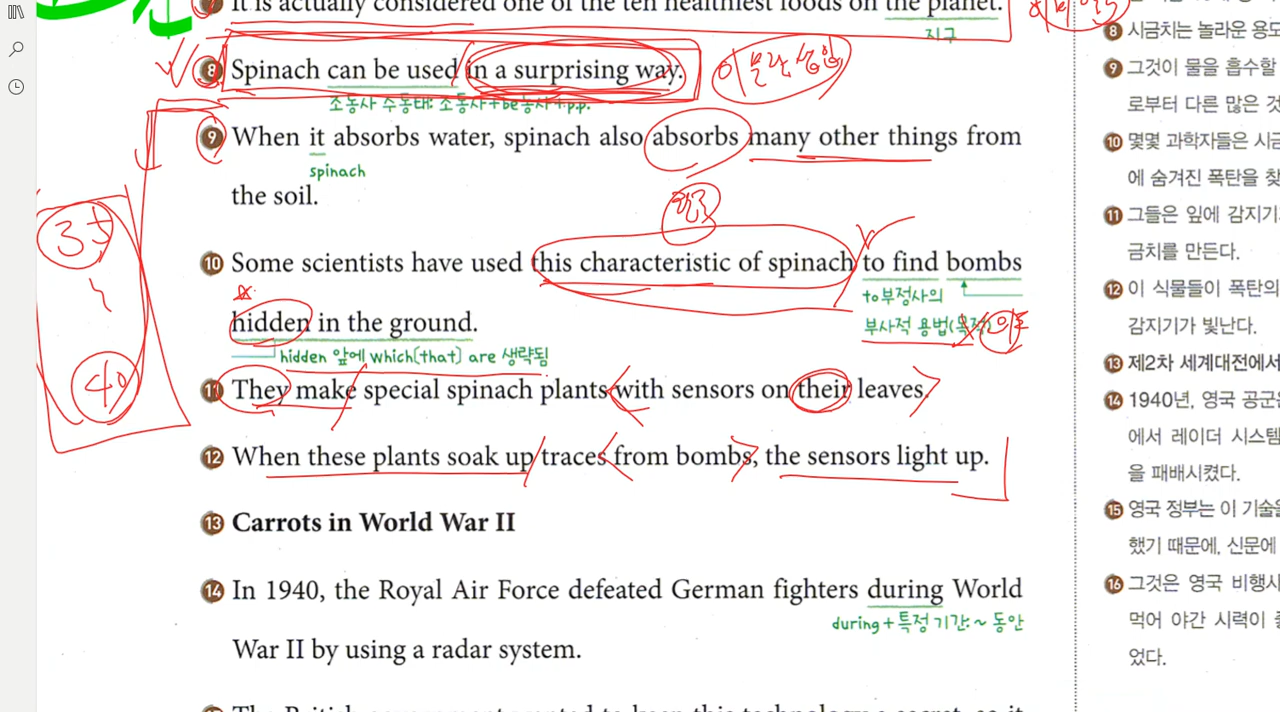 It is actually considered one of the ten healthiest foods on the planet.
지구
8 Spinach can be used in a surprising way.
조동사 수동태: 조동사+be동사+p.p.
9 When it absorbs water, spinach also absorbs many other things from
spinach
the soil.
10 Some scientists have used this characteristic of spinach to find bombs
to부정사의
hidden in the ground.
부사적 용법(목적)
hidden 앞에 which(that) are 생략됨
11 They make special spinach plants with sensors on their leaves.
12 When these plants soak up traces from bombs, the sensors light up.
13 Carrots in World War II
14 In 1940, the Royal Air Force defeated German fighters during World
during+특정 기간: ~ 동안
War II by using a radar system.
8 시금치는 놀라운 용도
9 그것이 물을 흡수할
로부터 다른 많은 것
10 몇몇 과학자들은 시금
에 숨겨진 폭탄을 찾
11 그들은 잎에 감지기
금치를 만든다.
12 이 식물들이 폭탄의
감지기가 빛난다.
13 제2차 세계대전에서
14 1940년, 영국 공군은
에서 레이더 시스템
을 패배시켰다.
15 영국 정부는 이 기술을
했기 때문에, 신문에
16 그것은 영국 비행사
먹어 야간 시력이 좋
었다.